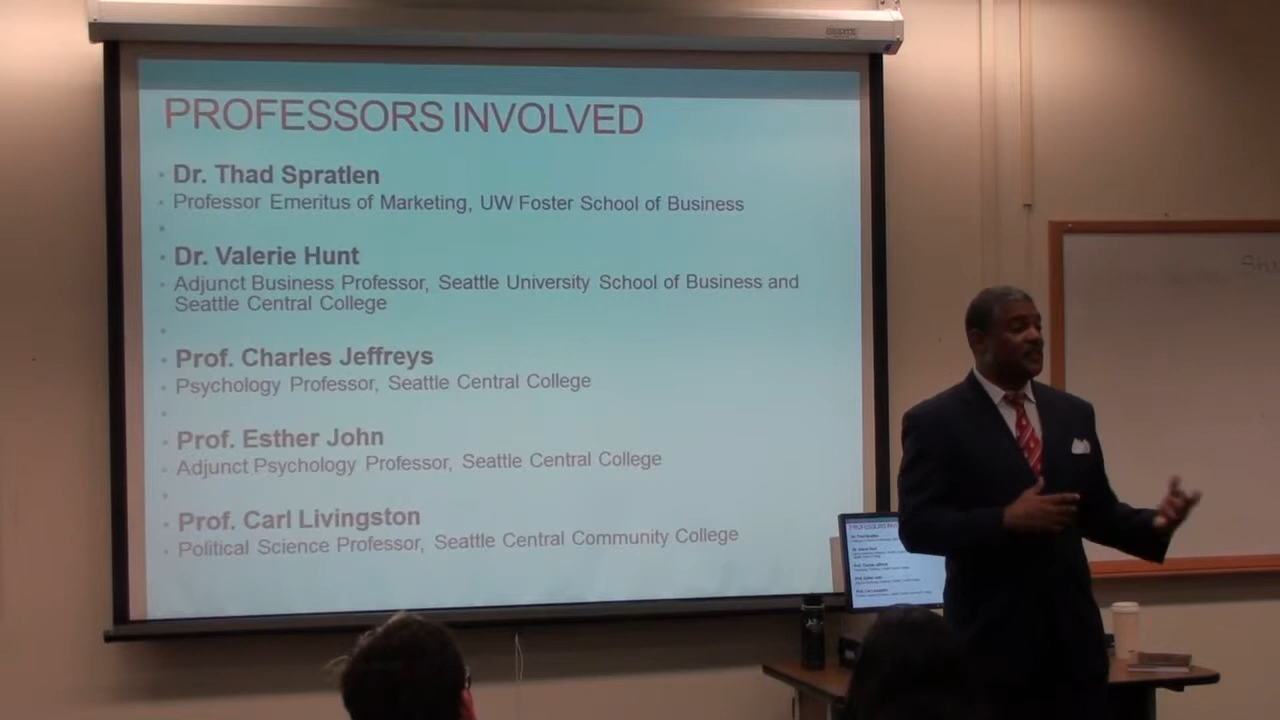 PROFESSORS INVOLVED
Dr. Thad Spratlen
Professor Emeritus of Marketing, UW Foster School of Business
Dr. Valerie Hunt
Adjunct Business Professor, Seattle University School of Business and
Seattle Central College
Prof. Charles Jeffreys
Psychology Professor, Seattle Central College
Prof. Esther John
Adjunct Psychology Professor, Seattle Central College
Prof. Carl Livingston
Political Science Professor, Seattle Central Community College